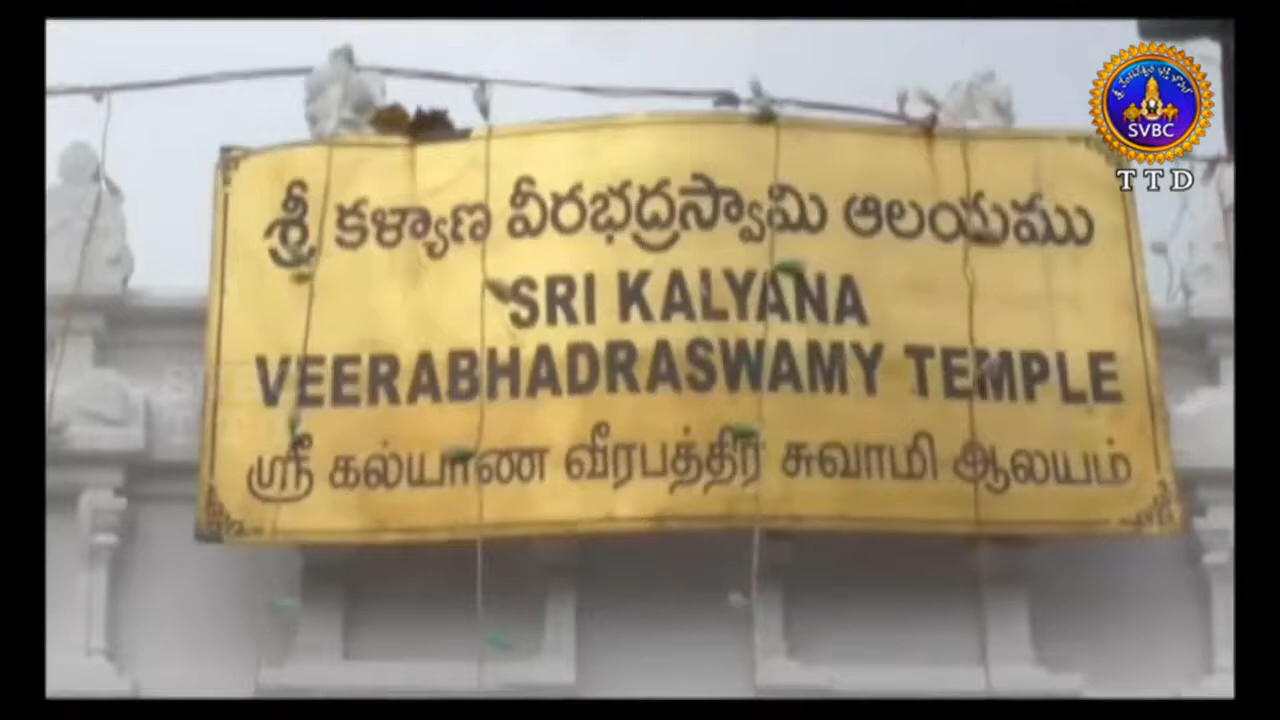 SVBC
TTD
శ్రీ కళ్యాణ వీరభద్రస్వామి ఆలయము
SRI KALYANA
VEERABHADRASWAMY TEMPLE
ஸ்ரீ கல்யாண வீரபத்திர சுவாமி ஆலயம்